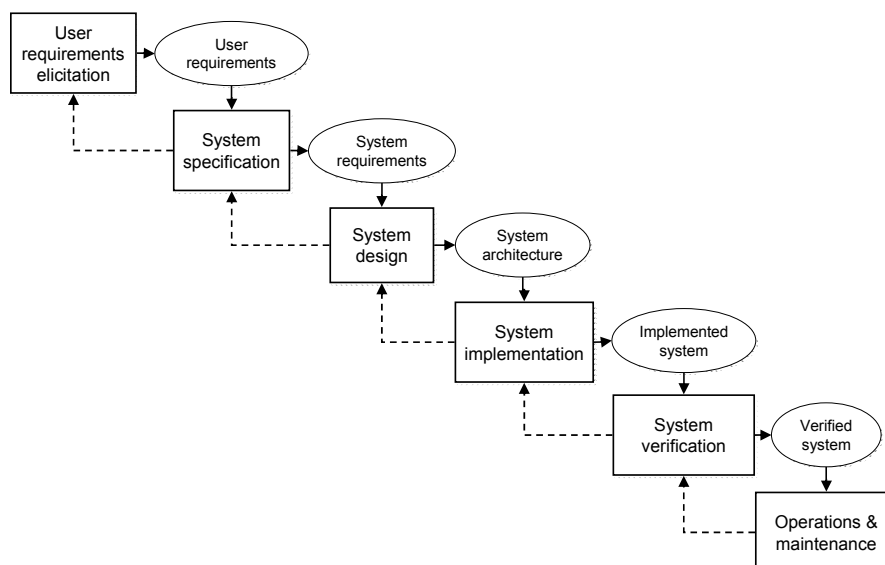 User
requirements
elicitation
User
requirements
System
specification
System
requirements
System
design
System
architecture
System
implementation
Implemented
system
System
verification
Verified
system
Operations &
maintenance